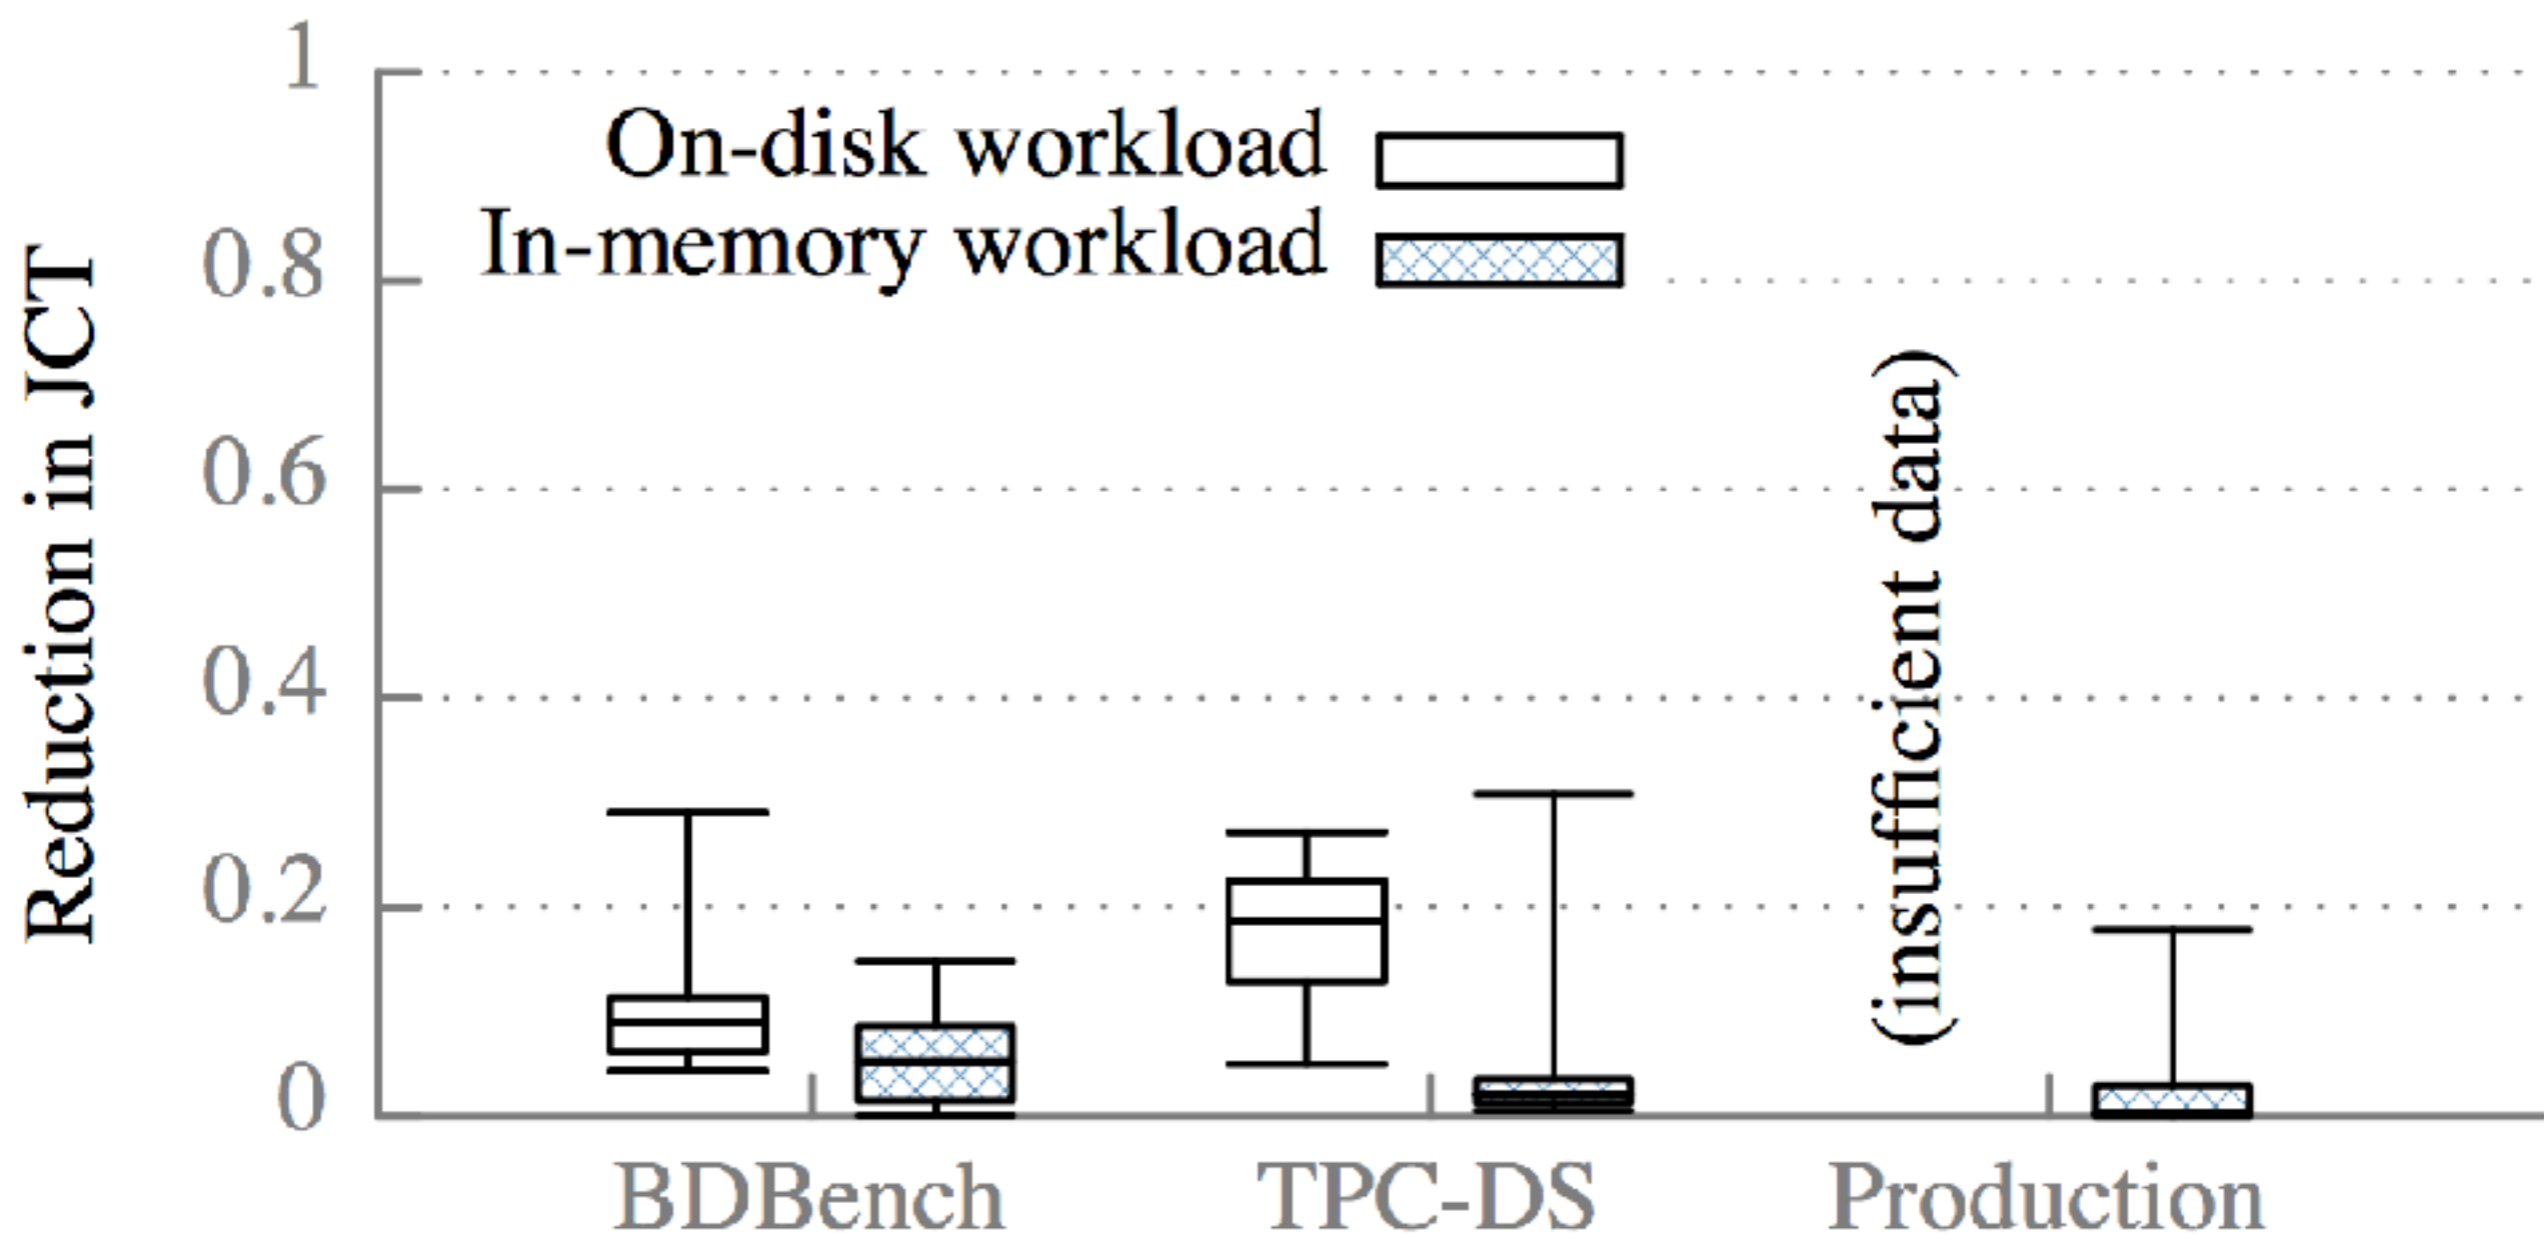 Reduction in JCT
1
0.8
0.6
0.4
0.2
0
On-disk workload
In-memory workload
(insufficient data)
BDBench
TPC-DS
Production